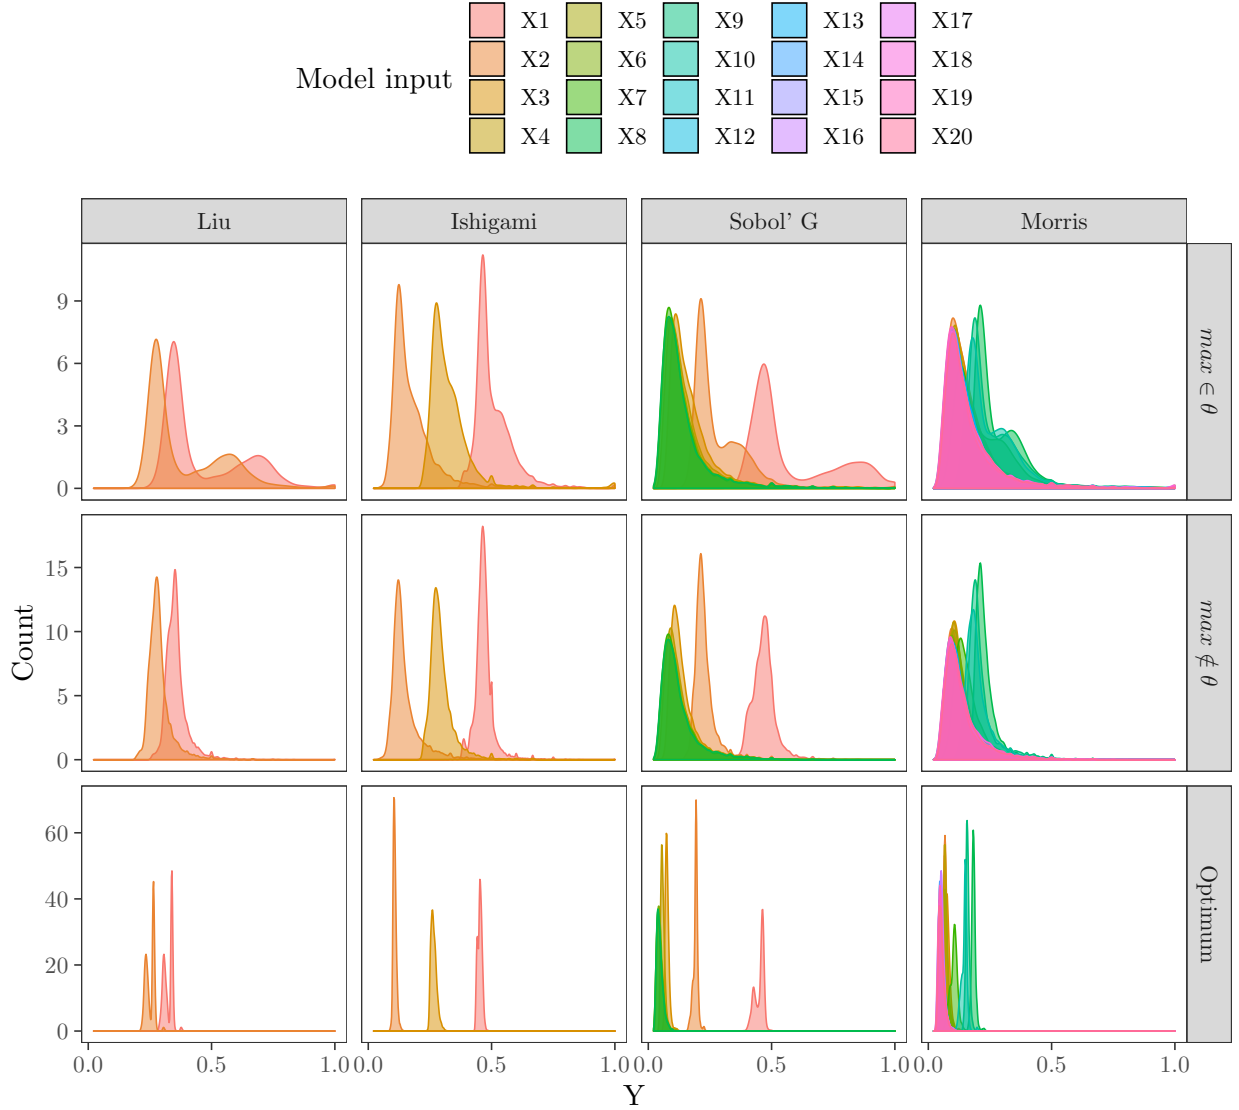 Model input
X1 X5 X9 X13 X17
X2 X6 X10 X14 X18
X3 X7 X11 X15 X19
X4 X8 X12 X16 X20
Liu Ishigami Sobol' G Morris
9
6
3
0
max ∈ θ
15
10
5
0
max ∉ θ
60
40
20
0
Optimum
Count
0.0 0.5 1.0 0.0 0.5 1.0 0.0 0.5 1.0 0.0 0.5 1.0
Y